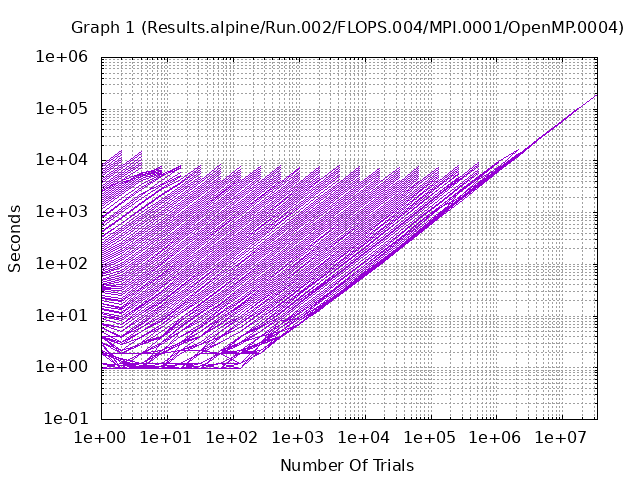 Graph 1 (Results.alpine/Run.002/FLOPS.004/MPI.0001/OpenMP.0004)
1e+06
1e+05
1e+04
1e+03
1e+02
1e+01
1e+00
1e-01
Seconds
1e+00 1e+01 1e+02 1e+03 1e+04 1e+05 1e+06 1e+07
Number Of Trials